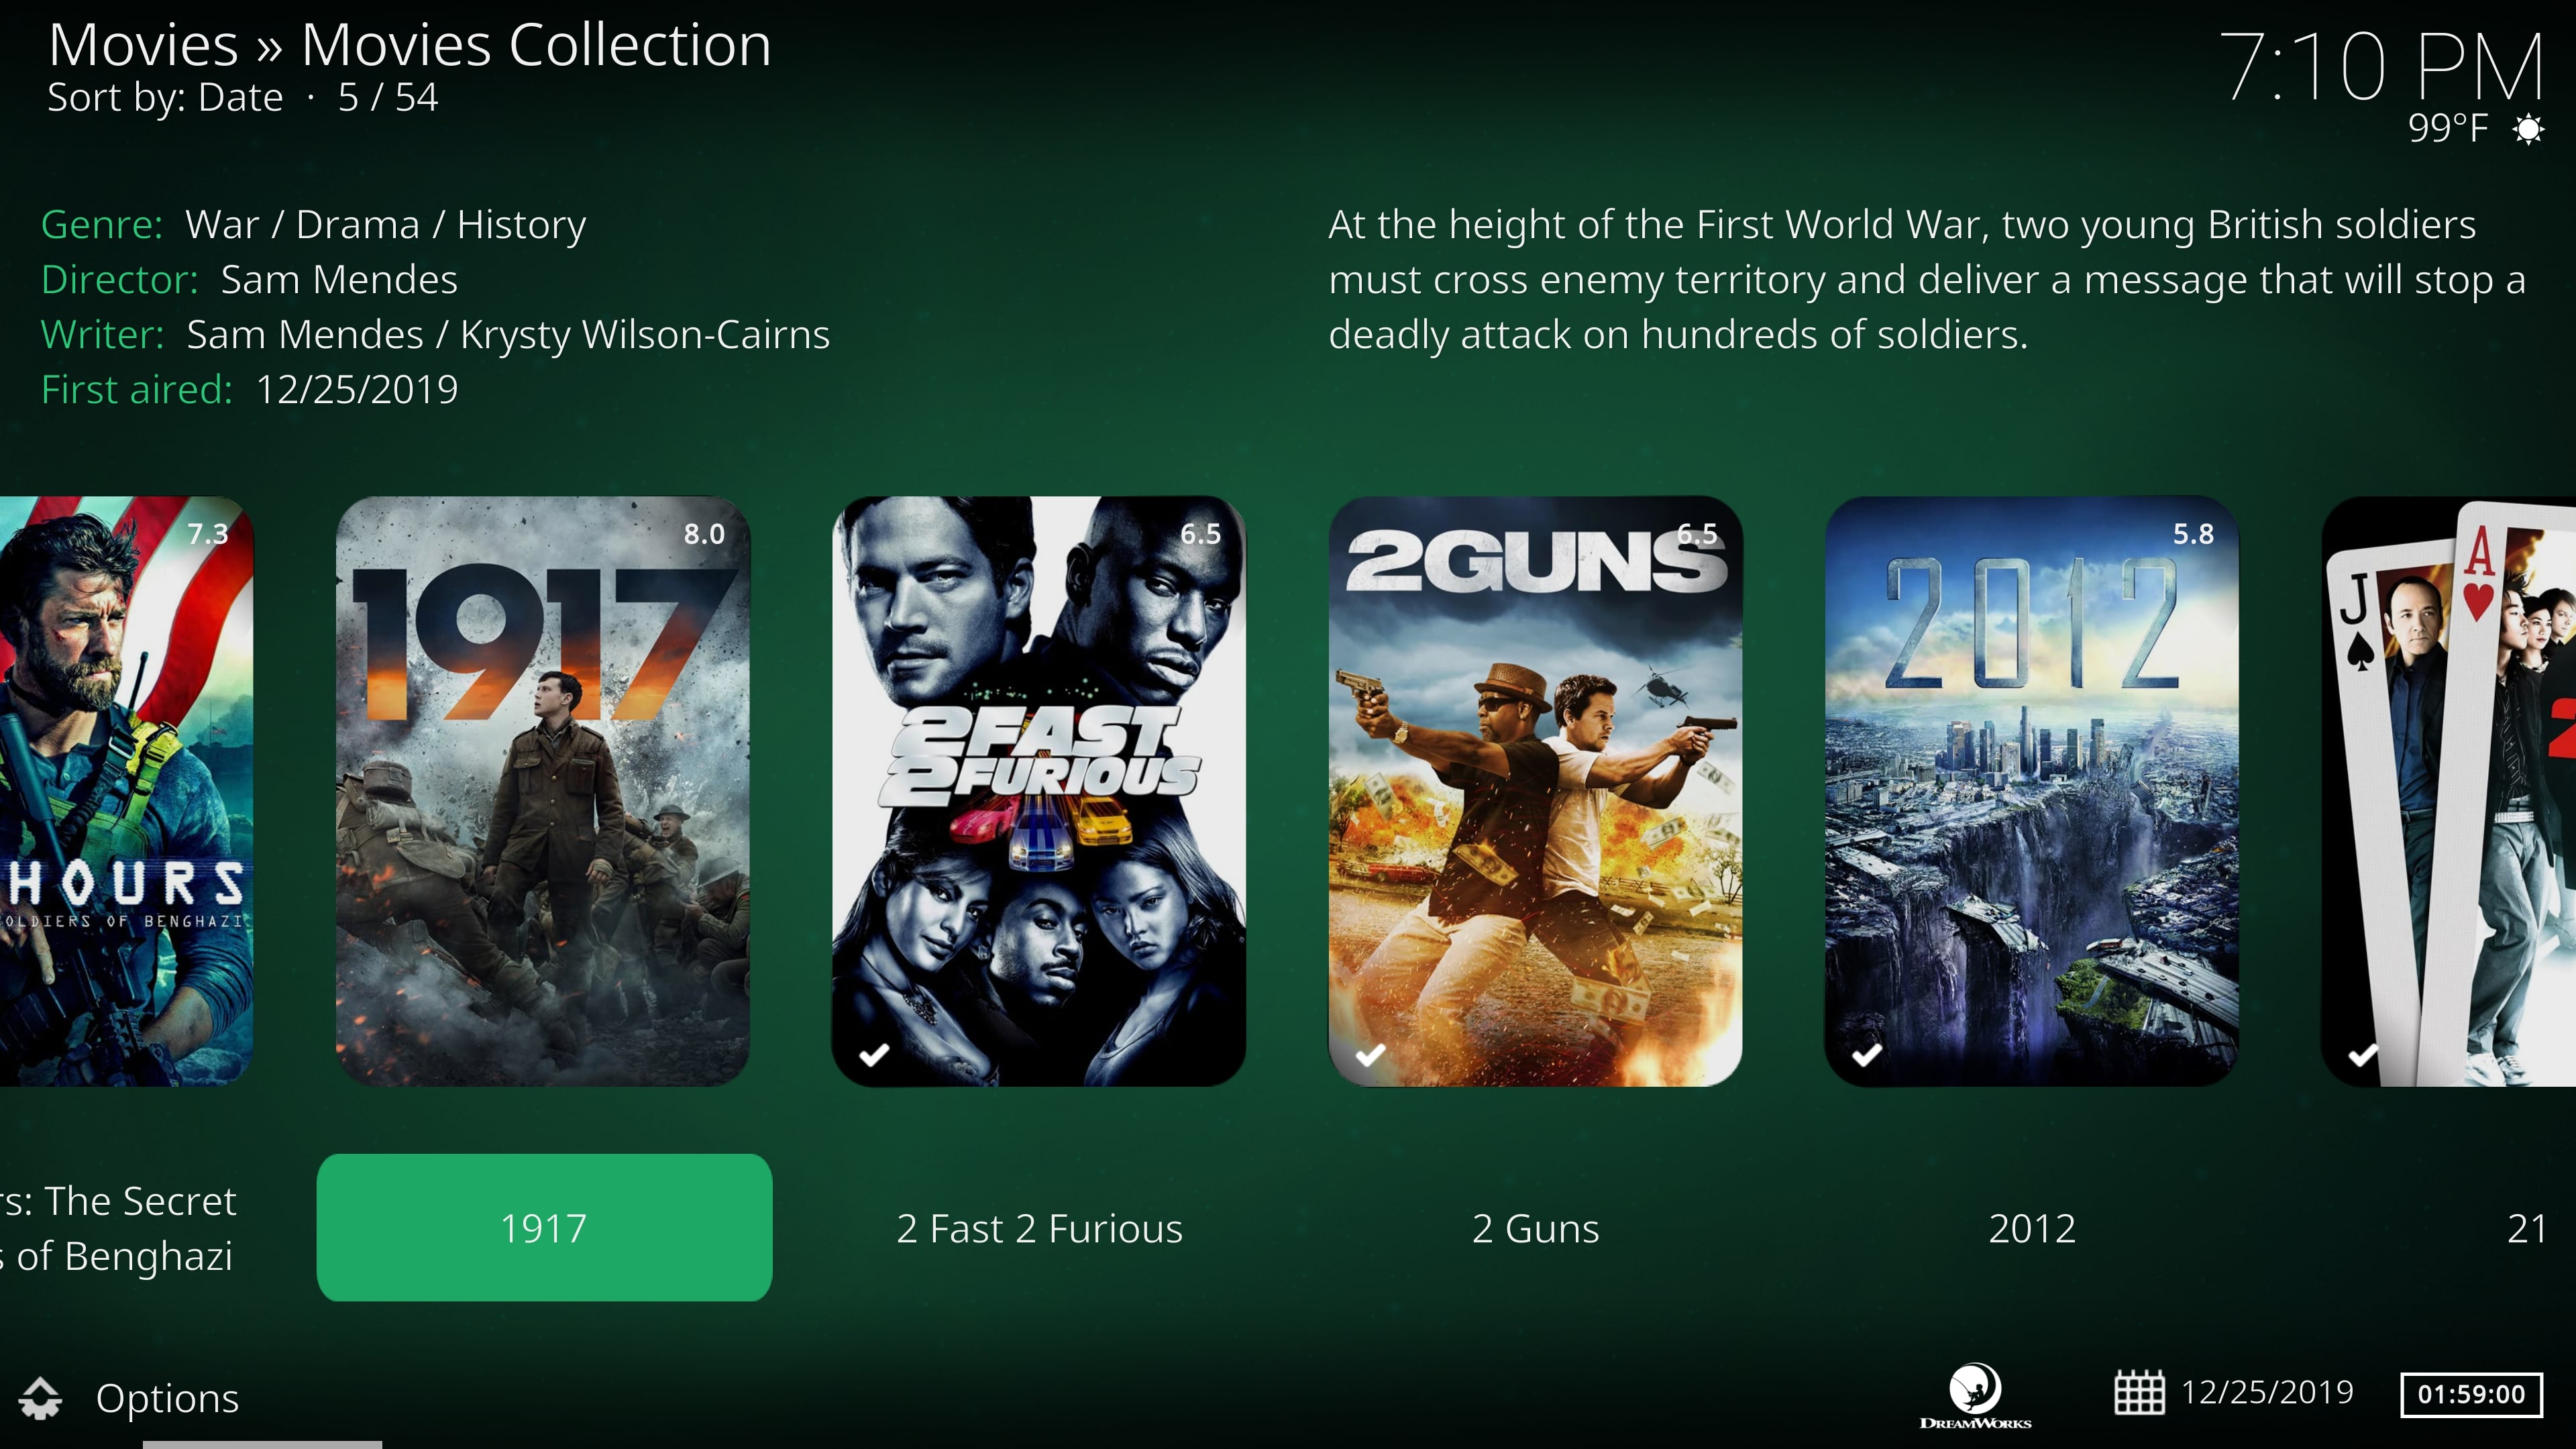 Movies » Movies Collection
Sort by: Date · 5 / 54
7:10 PM
99°F
Genre: War / Drama / History
Director: Sam Mendes
Writer: Sam Mendes / Krysty Wilson-Cairns
First aired: 12/25/2019
At the height of the First World War, two young British soldiers
must cross enemy territory and deliver a message that will stop a
deadly attack on hundreds of soldiers.
7.3
HOURS
OLDIERS OF BENGHAZI
8.0
1917
6.5
2 FAST
2 FURIOUS
6.5
2GUNS
5.8
2012
J
A
2
rs: The Secret
s of Benghazi
1917
2 Fast 2 Furious
2 Guns
2012
21
Options
DREAMWORKS
12/25/2019
01:59:00